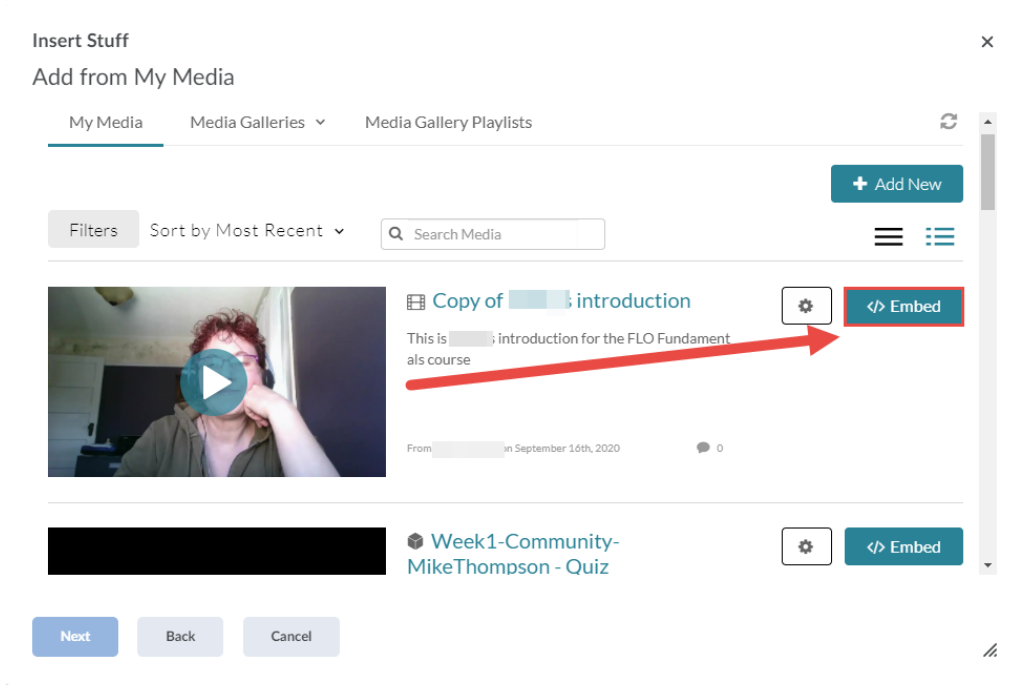 Insert Stuff
Add from My Media
My Media Media Galleries Media Gallery Playlists
Add New
Filters Sort by Most Recent Search Media
Copy of introduction
</> Embed
This is introduction for the FLO Fundament
als course
From on September 16th, 2020 0
Week1-Community-
MikeThompson - Quiz
</> Embed
Next Back Cancel